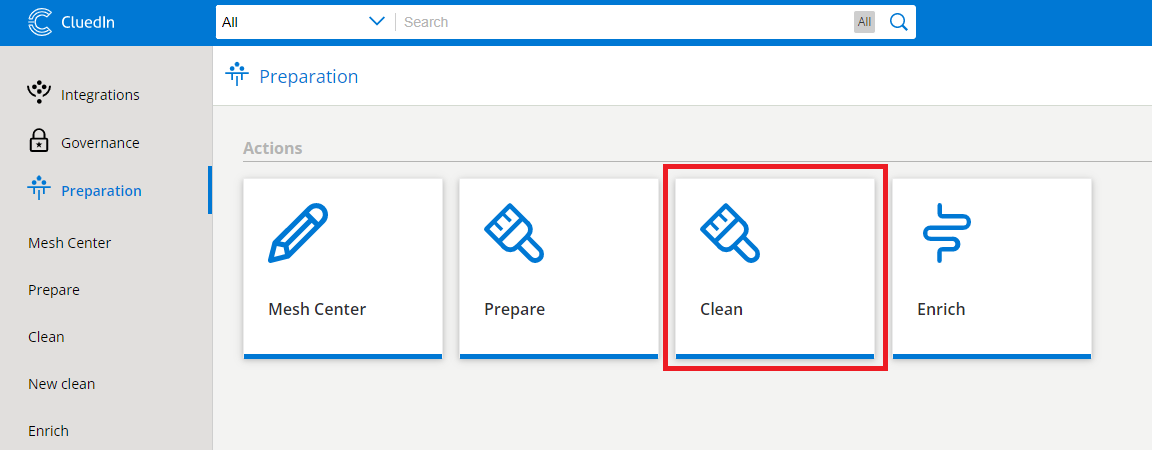 CluedIn
All
Search
All
Integrations
Governance
Preparation
Mesh Center
Prepare
Clean
New clean
Enrich
Preparation
Actions
Mesh Center
Prepare
Clean
Enrich